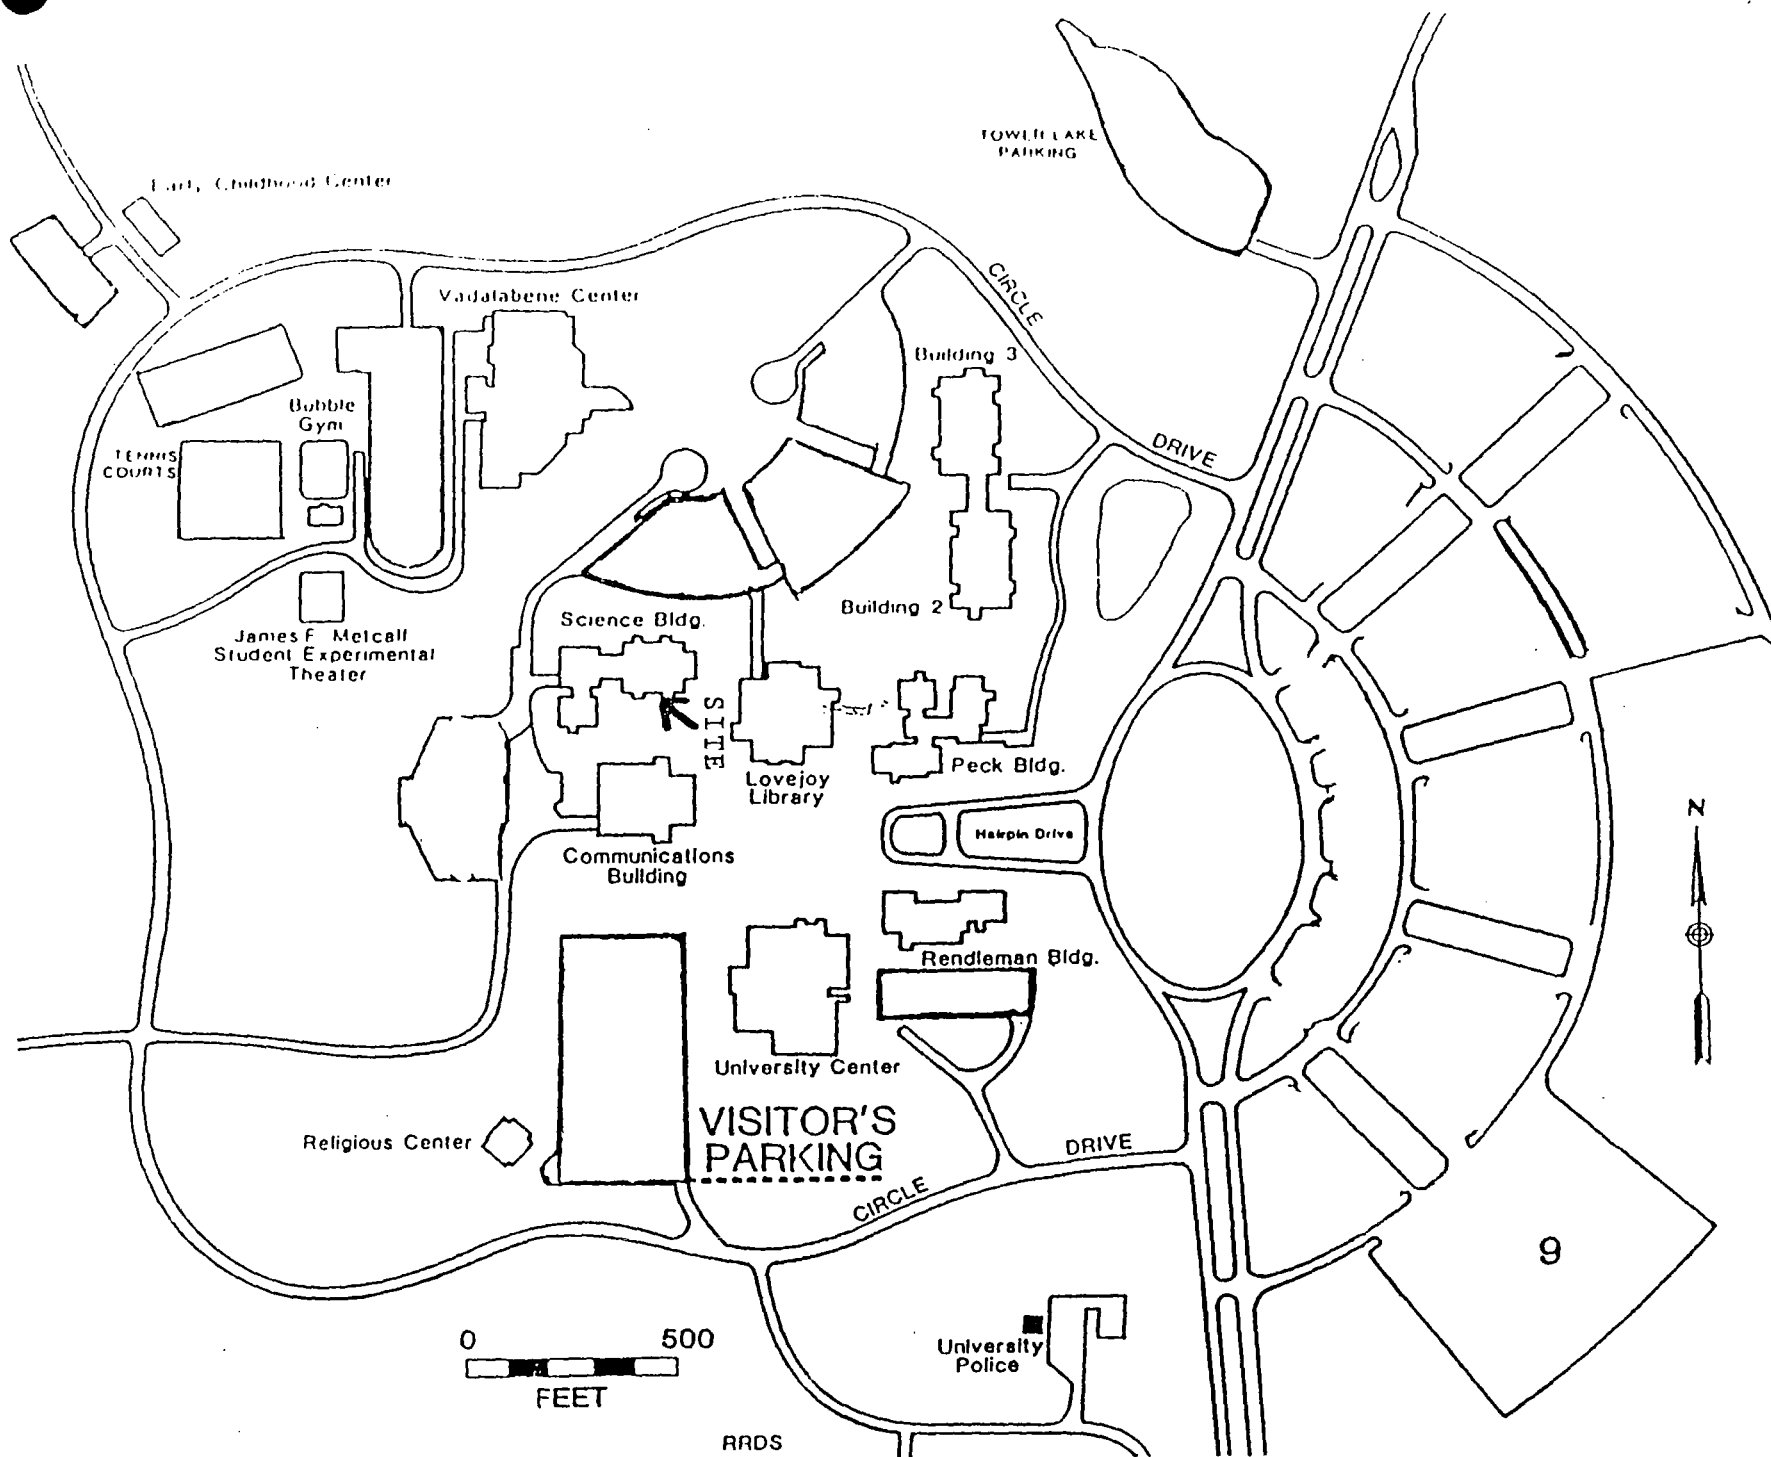 TOWER LAKE
PARKING
Early Childhood Center
CIRCLE
Vadalabene Center
Building 3
Bubble
Gym
DRIVE
TENNIS
COURTS
Building 2
Science Bldg.
James F. Metcalf
Student Experimental
Theater
SITE
Peck Bldg.
Lovejoy
Library
N
Hairpin Drive
Communications
Building
Rendleman Bldg.
University Center
VISITOR'S
PARKING
Religious Center
DRIVE
CIRCLE
9
0 500
FEET
University
Police
RRDS